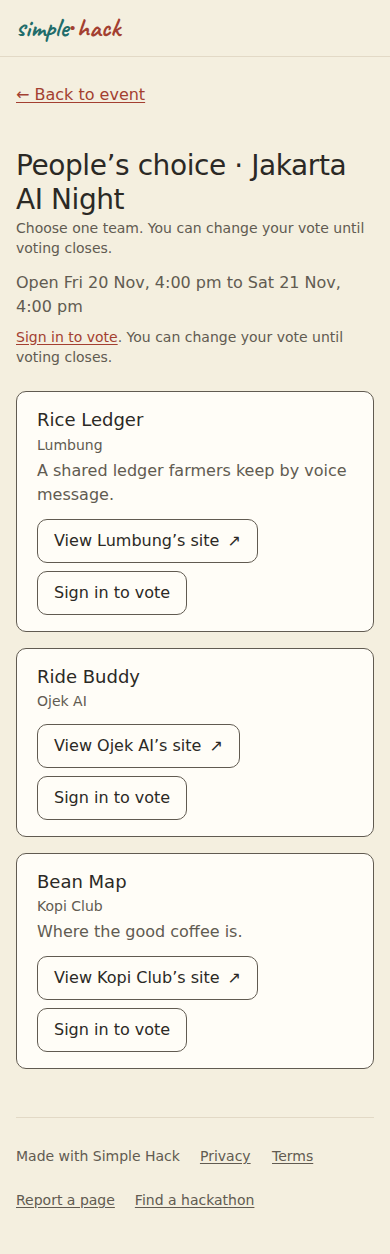 simple·hack
← Back to event
People’s choice · Jakarta
AI Night
Choose one team. You can change your vote until
voting closes.
Open Fri 20 Nov, 4:00 pm to Sat 21 Nov,
4:00 pm
Sign in to vote. You can change your vote until
voting closes.
Rice Ledger
Lumbung
A shared ledger farmers keep by voice
message.
View Lumbung’s site ↗
Sign in to vote
Ride Buddy
Ojek AI
View Ojek AI’s site ↗
Sign in to vote
Bean Map
Kopi Club
Where the good coffee is.
View Kopi Club’s site ↗
Sign in to vote
Made with Simple Hack Privacy Terms
Report a page Find a hackathon